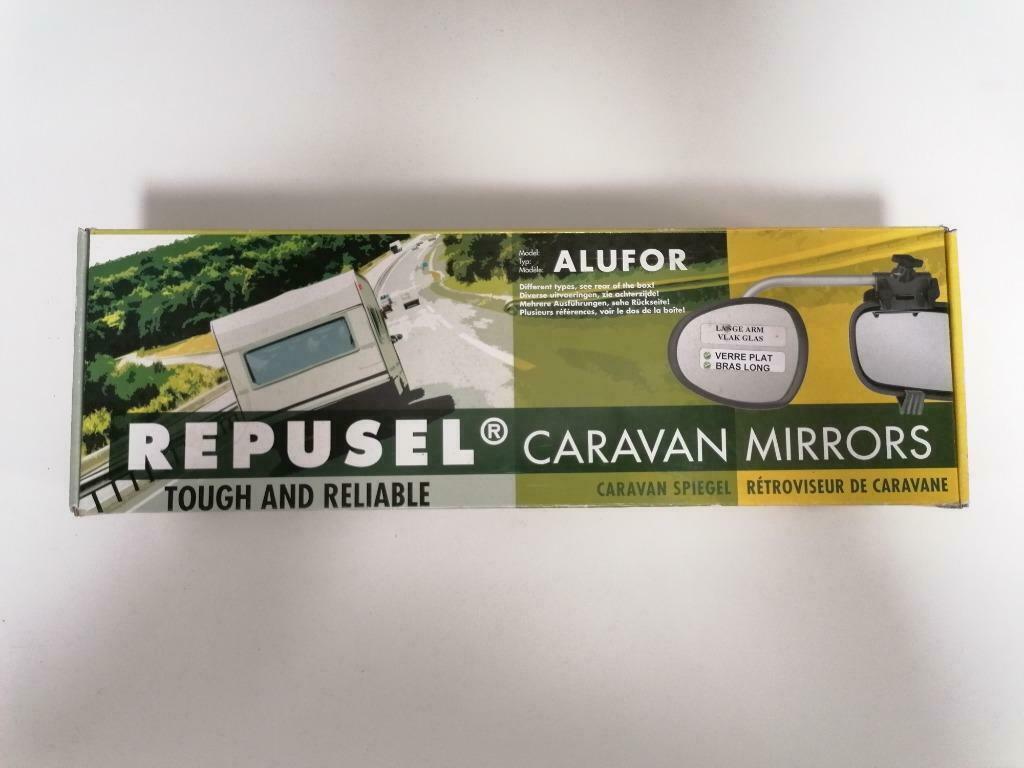 Model:
Typ:
Modèle:
ALUFOR
Different types, see rear of the box!
Diverse uitvoeringen, zie achterzijde!
Mehrere Ausführungen, sehe Rückseite!
Plusieurs références, voir le dos de la boîte!
LANGE ARM
VLAK GLAS
VERRE PLAT
BRAS LONG
REPUSEL® CARAVAN MIRRORS
TOUGH AND RELIABLE
CARAVAN SPIEGEL
RÉTROVISEUR DE CARAVANE